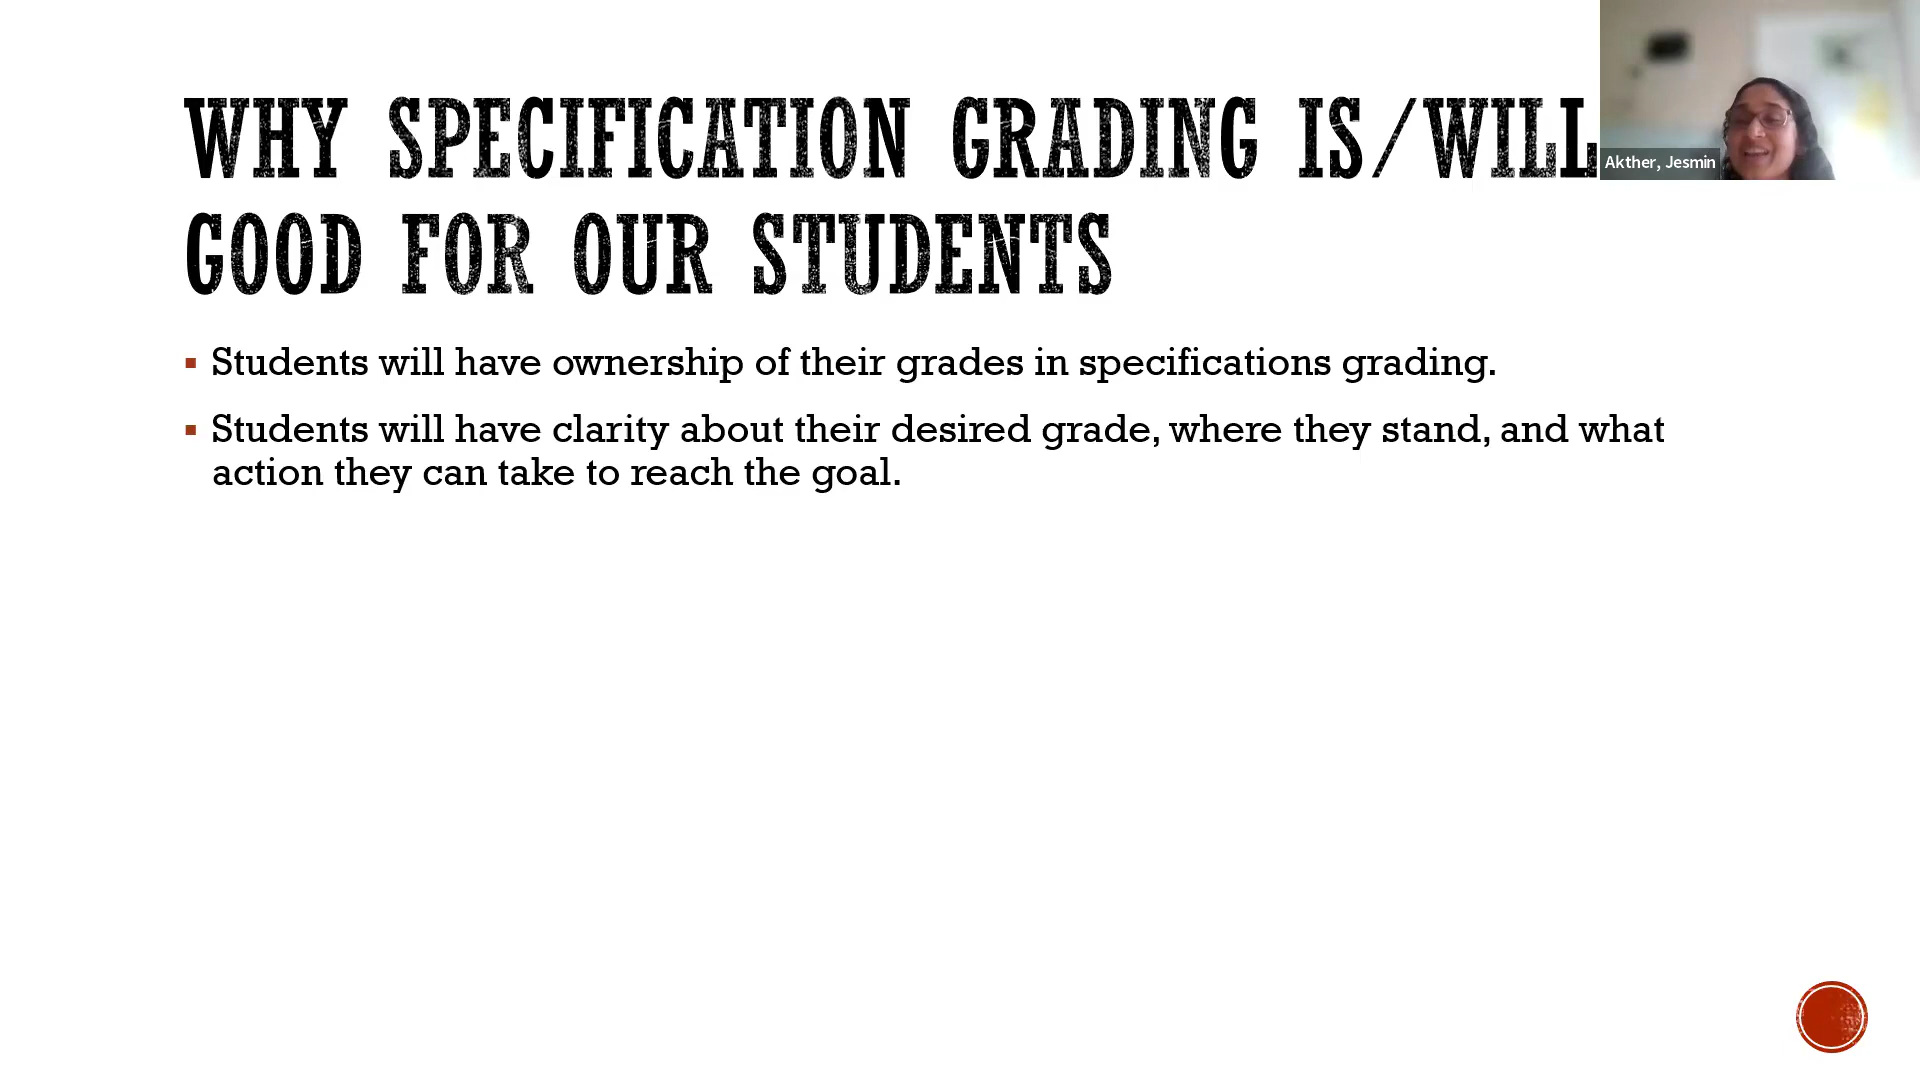 WHY SPECIFICATION GRADING IS/WILL
GOOD FOR OUR STUDENTS
Students will have ownership of their grades in specifications grading.
Students will have clarity about their desired grade, where they stand, and what
action they can take to reach the goal.
Akther, Jesmin